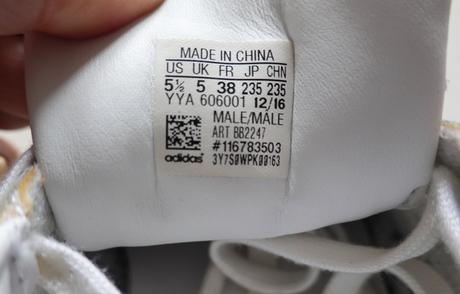 MADE IN CHINA
US UK FR JP CHN
5½ 5 38 235 235
YYA 606001 12/16
MALE/MÂLE
ART BB2247
#116783503
adidas 3Y7S0WPK00163